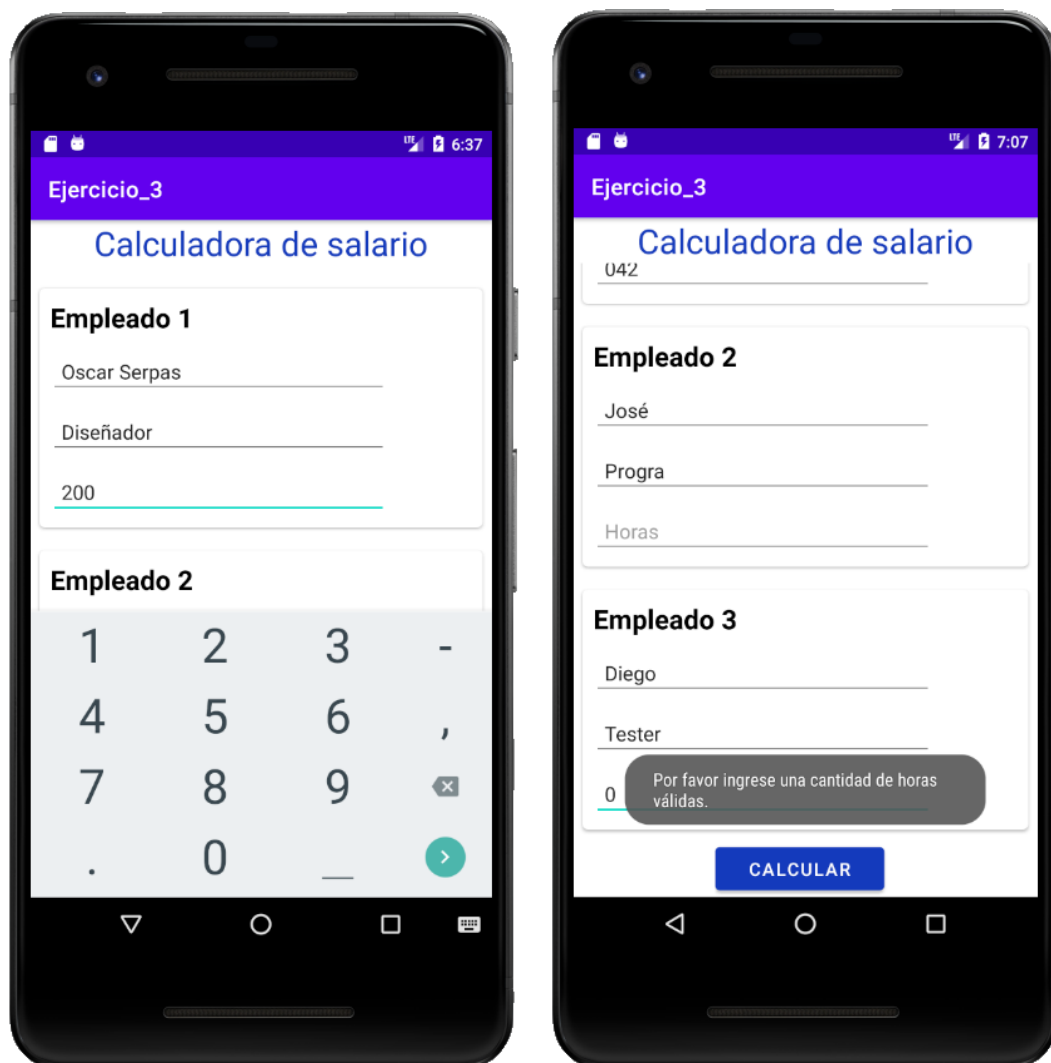 6:37
Ejercicio_3
Calculadora de salario
Empleado 1
Oscar Serpas
Diseñador
200
Empleado 2
1 2 3 -
4 5 6 ,
7 8 9
. 0 _
7:07
Ejercicio_3
Calculadora de salario
042
Empleado 2
José
Progra
Horas
Empleado 3
Diego
Tester
0
Por favor ingrese una cantidad de horas
válidas.
CALCULAR